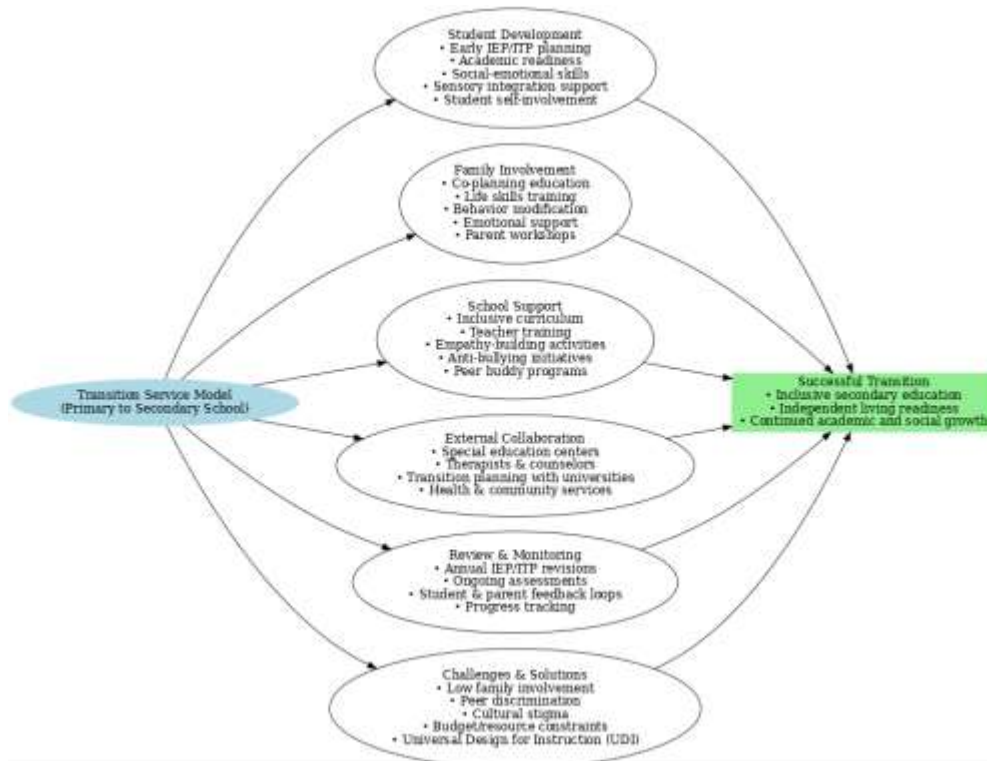 Student Development
• Early IEP/ITP planning
• Academic readiness
• Social-emotional skills
• Sensory integration support
• Student self-involvement
Family Involvement
• Co-planning education
• Life skills training
• Behavior modification
• Emotional support
• Parent workshops
School Support
• Inclusive curriculum
• Teacher training
• Empathy-building activities
• Anti-bullying initiatives
• Peer buddy programs
Transition Service Model
(Primary to Secondary School)
Successful Transition
• Inclusive secondary education
• Independent living readiness
• Continued academic and social growth
External Collaboration
• Special education centers
• Therapists & counselors
• Transition planning with universities
• Health & community services
Review & Monitoring
• Annual IEP/ITP revisions
• Ongoing assessments
• Student & parent feedback loops
• Progress tracking
Challenges & Solutions
• Low family involvement
• Peer discrimination
• Cultural stigma
• Budget/resource constraints
• Universal Design for Instruction (UDI)